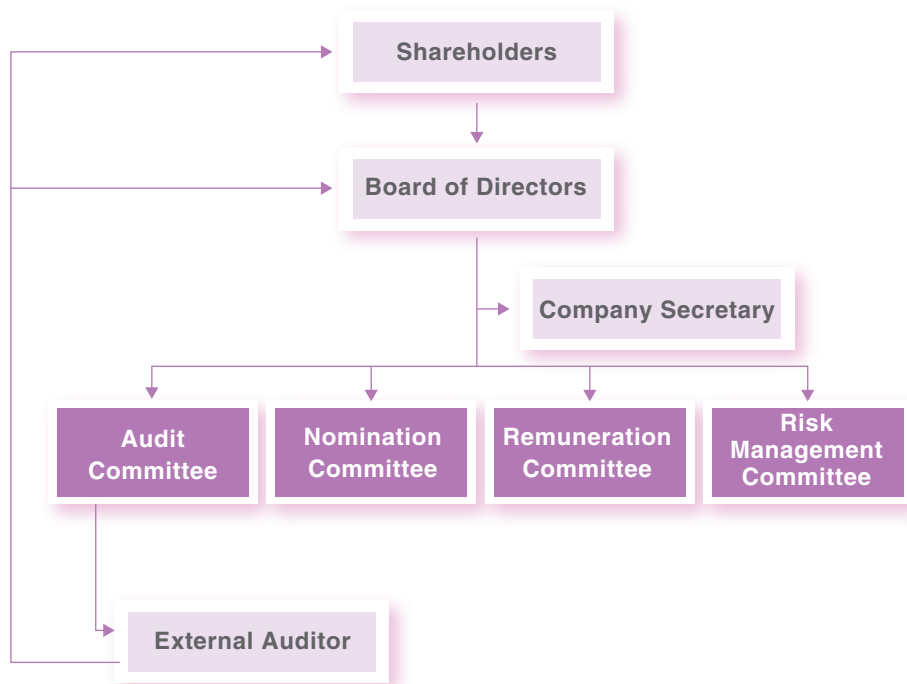 Shareholders
Board of Directors
Company Secretary
Audit
Committee
Nomination
Committee
Remuneration
Committee
Risk
Management
Committee
External Auditor